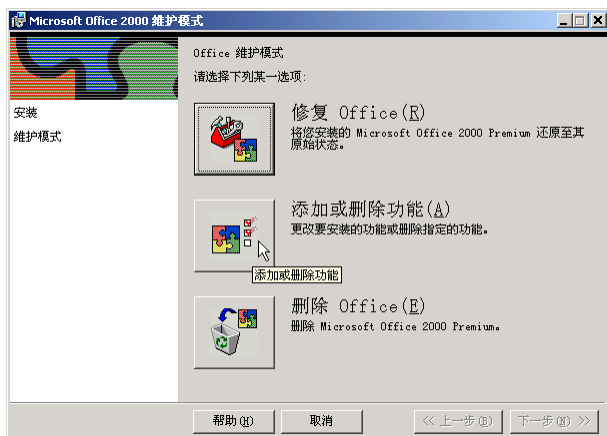 Microsoft Office 2000 维护模式
Office 维护模式
请选择下列某一选项:
安装
维护模式
修复 Office(R)
将您安装的 Microsoft Office 2000 Premium 还原至其
原始状态。
添加或删除功能(A)
更改要安装的功能或删除指定的功能。
添加或删除功能
删除 Office(E)
删除 Microsoft Office 2000 Premium。
帮助(H)
取消
<< 上一步(B)
下一步(N) >>